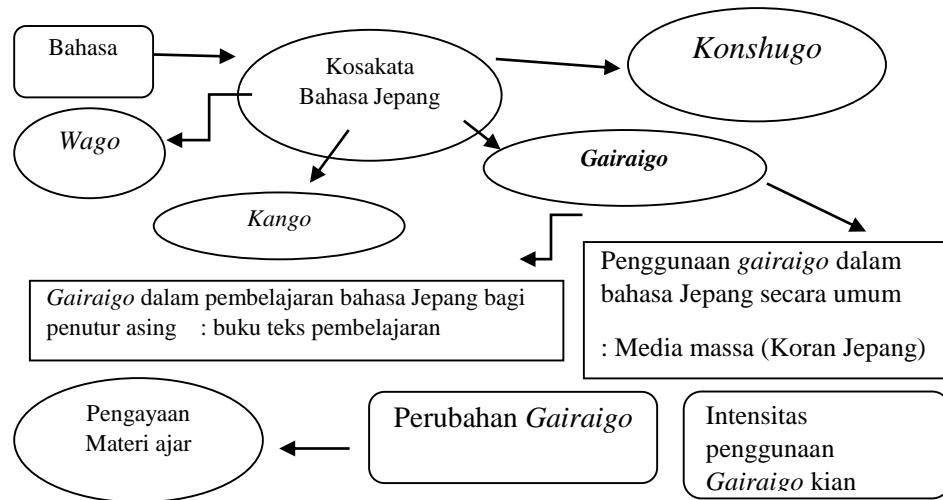 Bahasa
Kosakata
Bahasa Jepang
Konshugo
Wago
Gairaigo
Kango
Gairaigo dalam pembelajaran bahasa Jepang bagi
penutur asing : buku teks pembelajaran
Penggunaan gairaigo dalam
bahasa Jepang secara umum
: Media massa (Koran Jepang)
Pengayaan
Materi ajar
Perubahan Gairaigo
Intensitas
penggunaan
Gairaigo kian